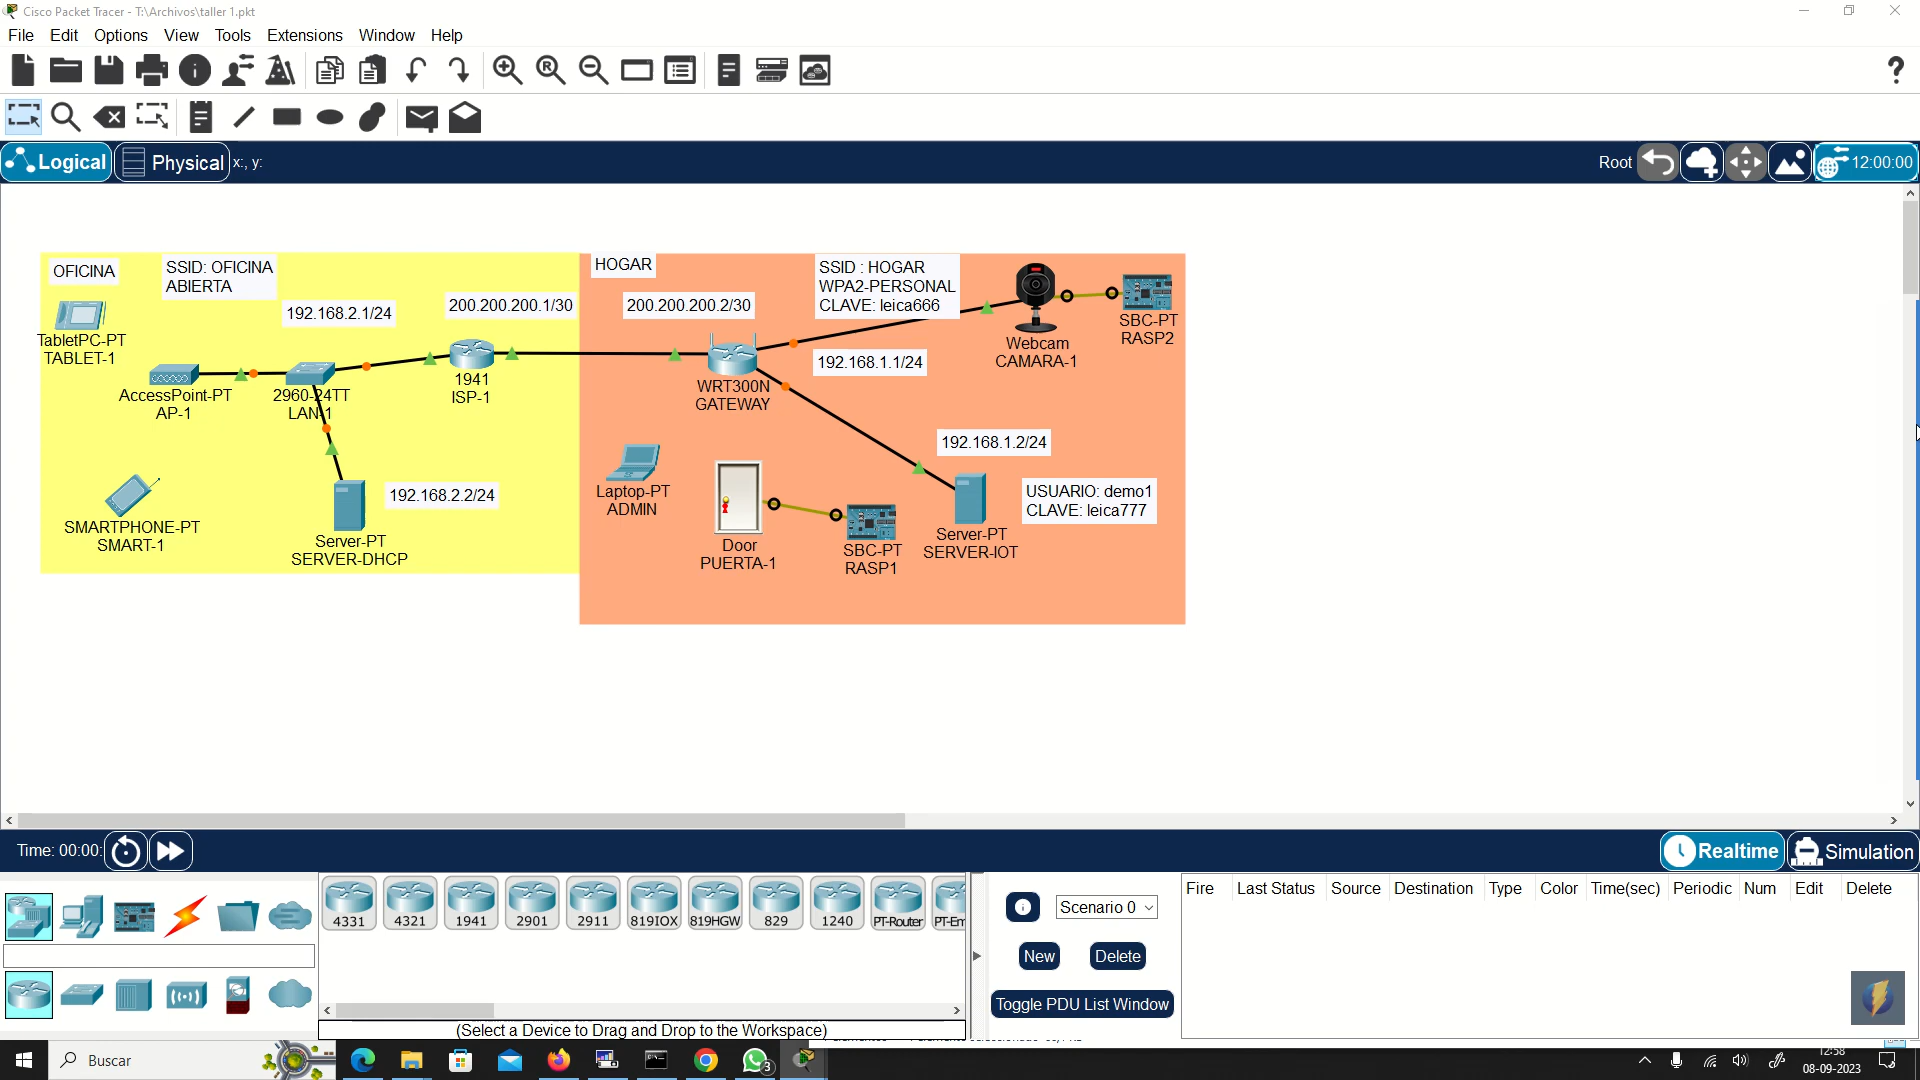 Cisco Packet Tracer - T:\Archivos\taller 1.pkt
File Edit Options View Tools Extensions Window Help
Logical Physical x:, y: Root 12:00:00
OFICINA
SSID: OFICINA
ABIERTA
192.168.2.1/24
200.200.200.1/30
TabletPC-PT
TABLET-1
AccessPoint-PT
AP-1
2960-24TT
LAN-1
1941
ISP-1
SMARTPHONE-PT
SMART-1
192.168.2.2/24
Server-PT
SERVER-DHCP
HOGAR
200.200.200.2/30
SSID : HOGAR
WPA2-PERSONAL
CLAVE: leica666
192.168.1.1/24
WRT300N
GATEWAY
Webcam
CAMARA-1
SBC-PT
RASP2
192.168.1.2/24
Laptop-PT
ADMIN
Door
PUERTA-1
SBC-PT
RASP1
Server-PT
SERVER-IOT
USUARIO: demo1
CLAVE: leica777
Time: 00:00: Realtime Simulation
4331 4321 1941 2901 2911 819IOX 819HGW 829 1240 PT-Router PT-Em
(Select a Device to Drag and Drop to the Workspace)
Scenario 0
New Delete
Toggle PDU List Window
Fire Last Status Source Destination Type Color Time(sec) Periodic Num Edit Delete
Buscar
3
12:58
08-09-2023